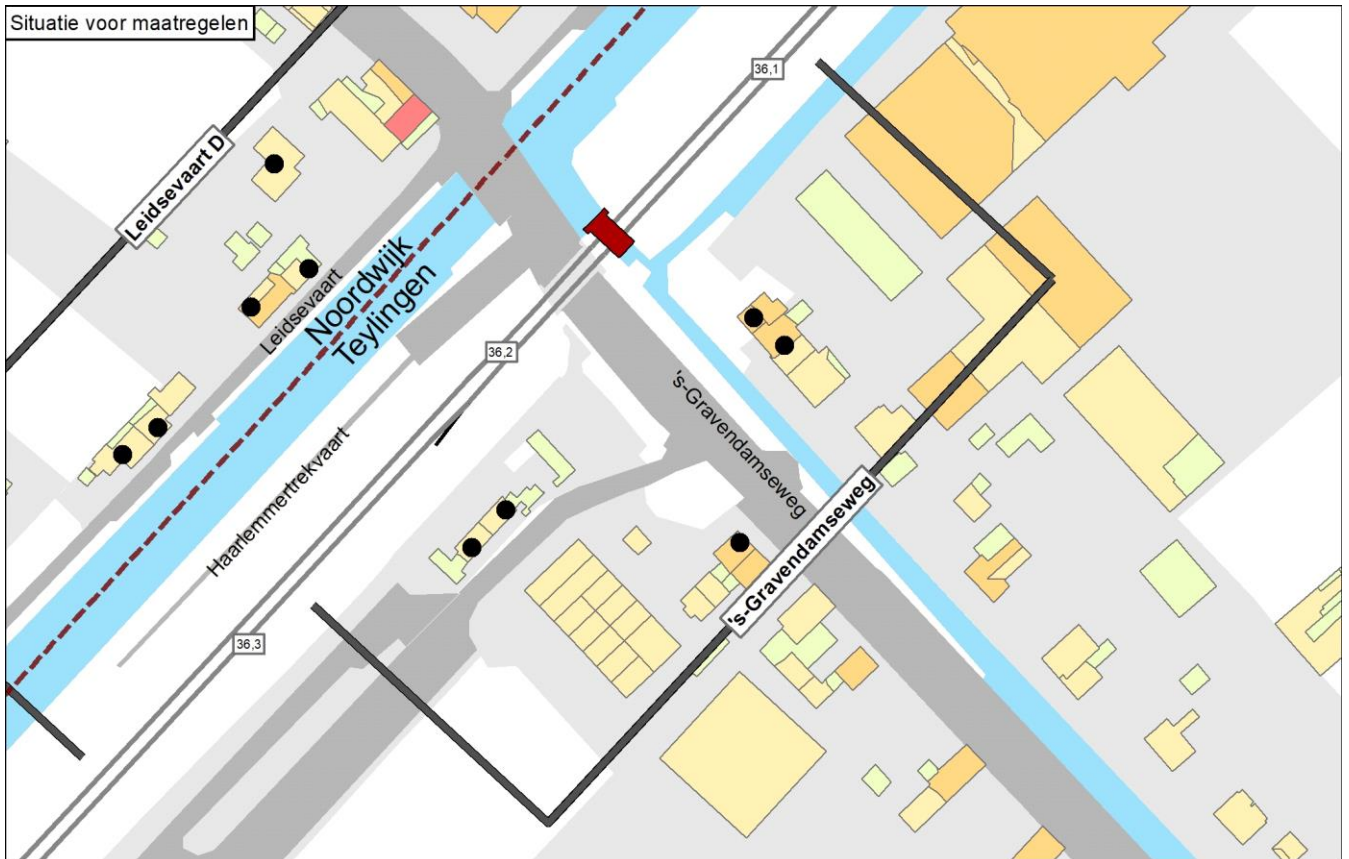 Situatie voor maatregelen
36,1
Leidsevaart D
Noordwijk
Teylingen
Leidsevaart
36,2
's-Gravendamseweg
Haarlemmertrekvaart
's-Gravendamseweg
36,3